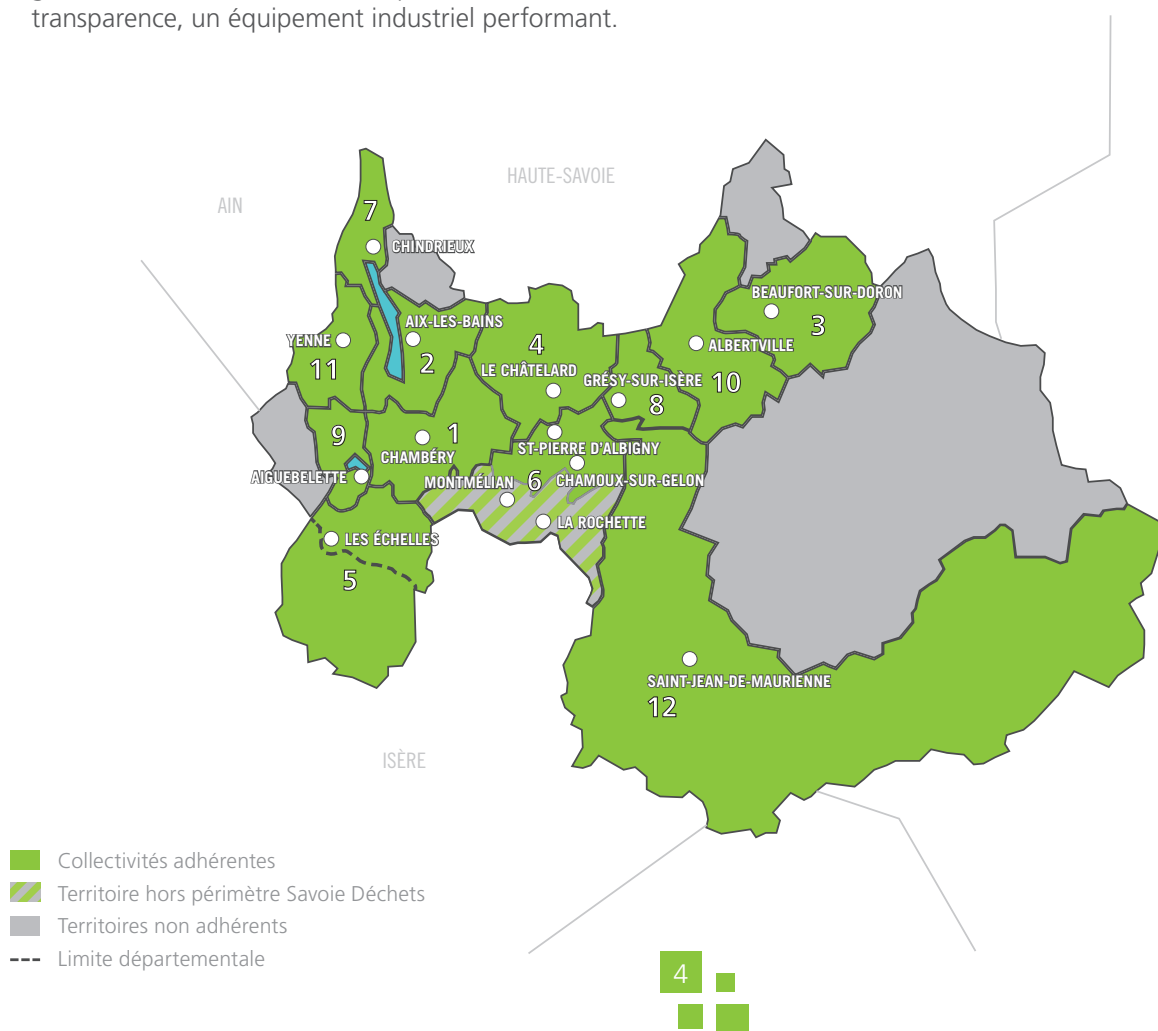 transparence, un équipement industriel performant.
HAUTE-SAVOIE
AIN
7
CHINDRIEUX
BEAUFORT-SUR-DORON
3
AIX-LES-BAINS
2
YENNE
11
4
LE CHÂTELARD
ALBERTVILLE
10
GRÉSY-SUR-ISÈRE
8
9
AIGUEBELETTE
1
CHAMBÉRY
ST-PIERRE D'ALBIGNY
MONTMÉLIAN
6
CHAMOUX-SUR-GELON
LA ROCHETTE
LES ÉCHELLES
5
SAINT-JEAN-DE-MAURIENNE
12
ISÈRE
Collectivités adhérentes
Territoire hors périmètre Savoie Déchets
Territoires non adhérents
Limite départementale
4